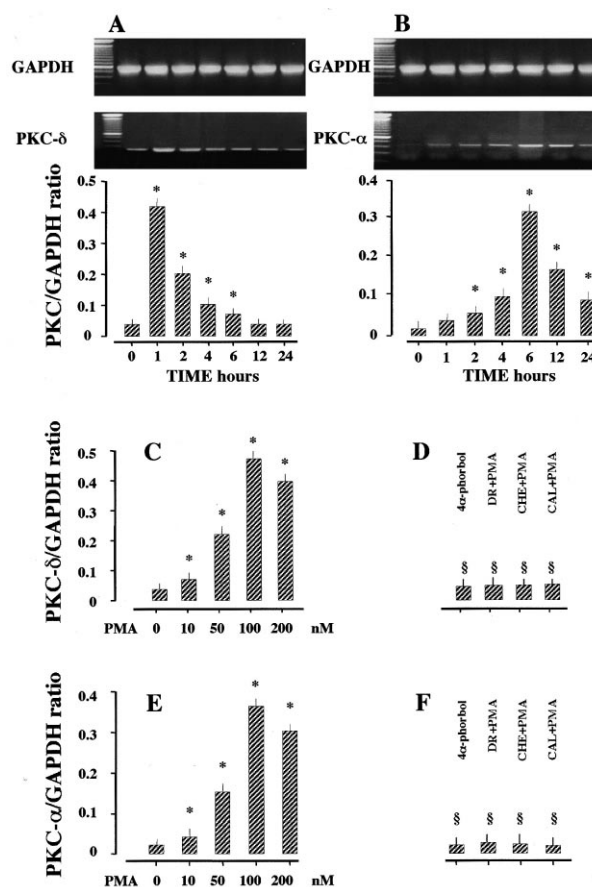 A
B
GAPDH
GAPDH
PKC-δ
PKC-α
PKC/GAPDH ratio
0.5
0.4
0.3
0.2
0.1
0
* * * * 
0 1 2 4 6 12 24
TIME hours
0.4
0.3
0.2
0.1
0
* * * * *
0 1 2 4 6 12 24
TIME hours
C
PKC-δ/GAPDH ratio
0.5
0.4
0.3
0.2
0.1
0
* * * *
PMA 0 10 50 100 200 nM
D
4α-phorbol
DR+PMA
CHE+PMA
CAL+PMA
§ § § §
E
PKC-α/GAPDH ratio
0.4
0.3
0.2
0.1
0
* * * *
PMA 0 10 50 100 200 nM
F
4α-phorbol
DR+PMA
CHE+PMA
CAL+PMA
§ § § §